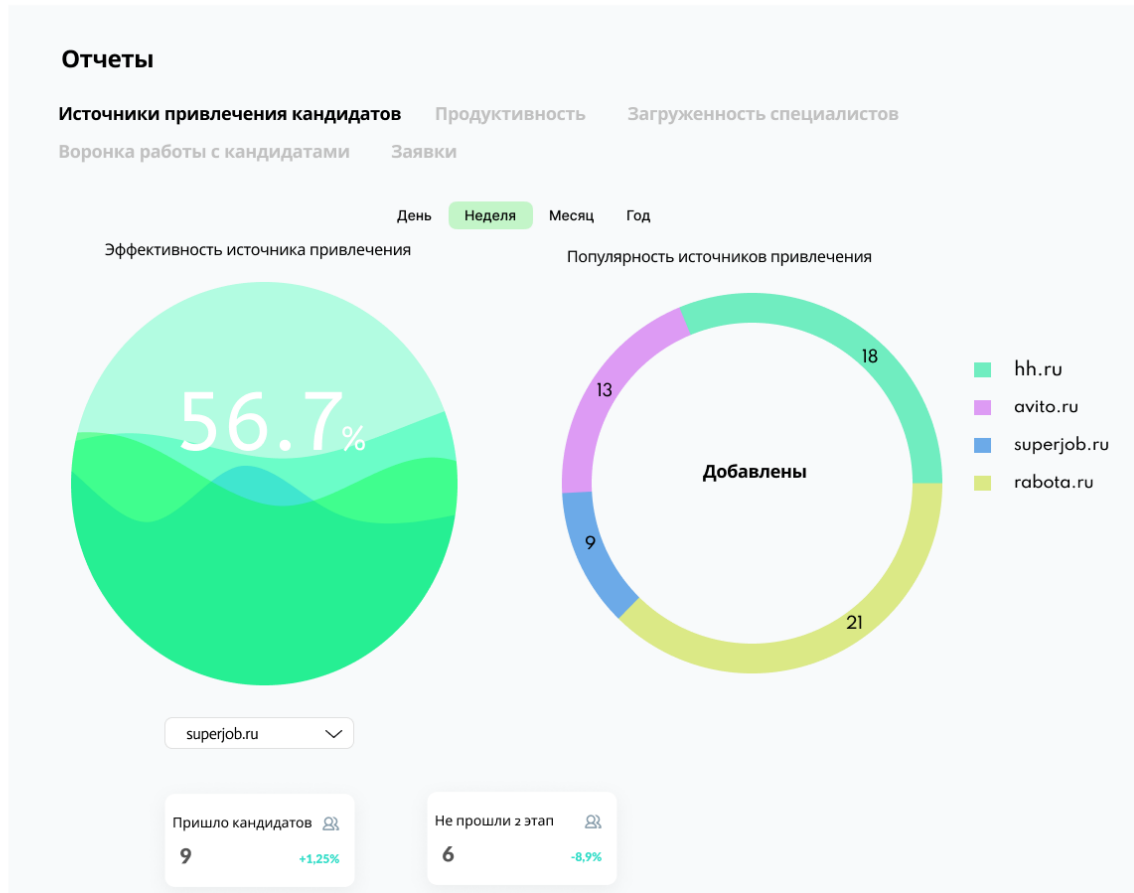 Отчеты
Источники привлечения кандидатов Продуктивность Загруженность специалистов
Воронка работы с кандидатами Заявки
День Неделя Месяц Год
Эффективность источника привлечения
Популярность источников привлечения
56.7%
18
13
9
21
Добавлены
hh.ru
avito.ru
superjob.ru
rabota.ru
superjob.ru
Пришло кандидатов
9 +1,25%
Не прошли 2 этап
6 -8,9%